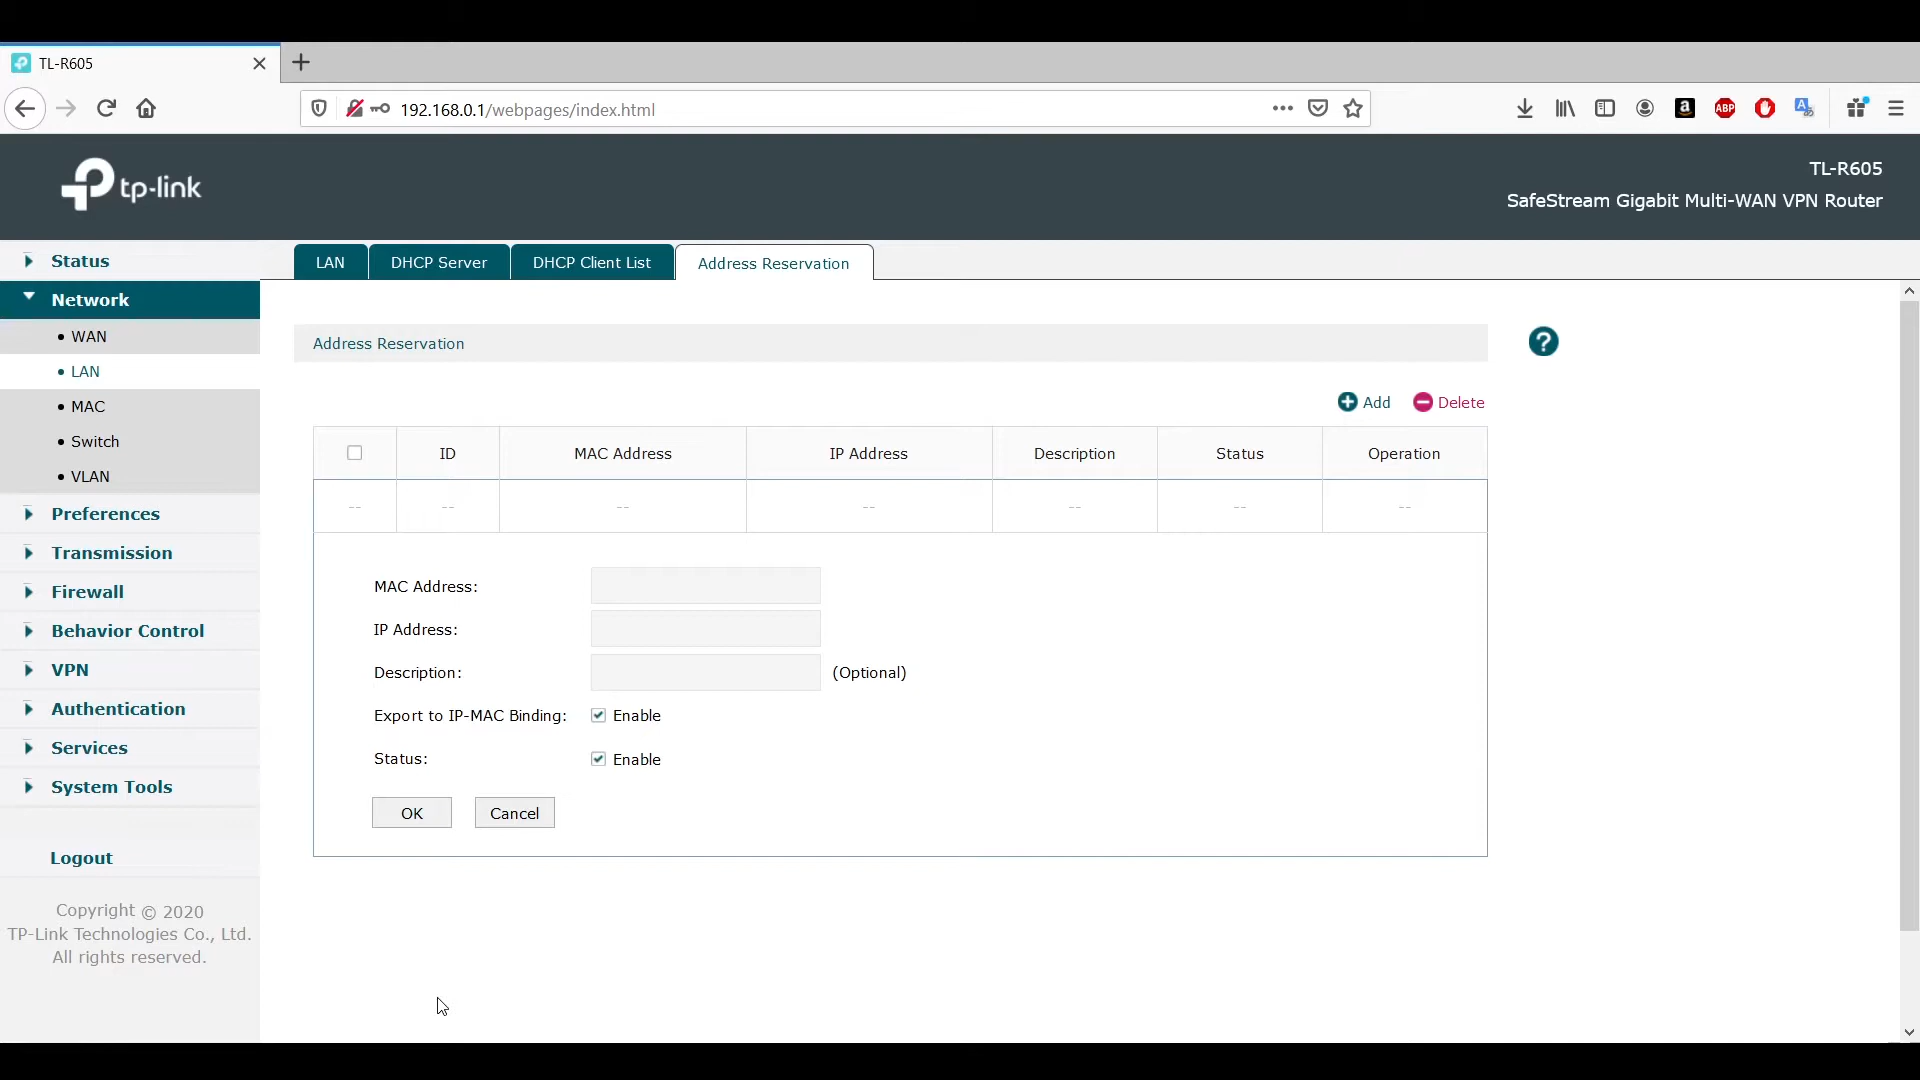 TL-R605
192.168.0.1/webpages/index.html
a
ABP
tp-link
TL-R605
SafeStream Gigabit Multi-WAN VPN Router
Status
Network
WAN
LAN
MAC
Switch
VLAN
Preferences
Transmission
Firewall
Behavior Control
VPN
Authentication
Services
System Tools
Logout
Copyright © 2020
TP-Link Technologies Co., Ltd.
All rights reserved.
LAN
DHCP Server
DHCP Client List
Address Reservation
Address Reservation
?
Add
Delete
ID MAC Address IP Address Description Status Operation
-- -- -- -- -- -- --
MAC Address:
IP Address:
Description: (Optional)
Export to IP-MAC Binding: Enable
Status: Enable
OK Cancel